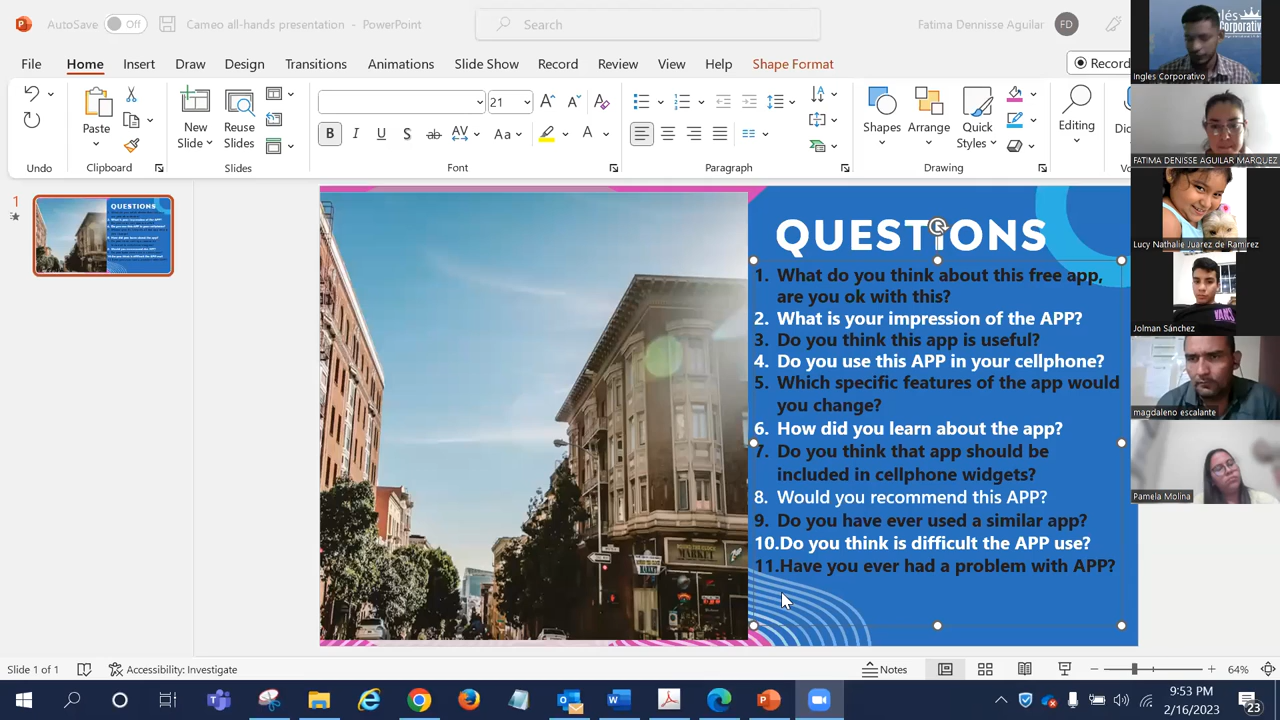 AutoSave Off Cameo all-hands presentation - PowerPoint Search Fatima Dennisse Aguilar FD
File Home Insert Draw Design Transitions Animations Slide Show Record Review View Help Shape Format Record
21
Paste New Slide Reuse Slides Shapes Arrange Quick Styles Editing
Undo Clipboard Slides Font Paragraph Drawing
1
QUESTIONS
1. What do you think about this free app,
are you ok with this?
2. What is your impression of the APP?
3. Do you think this app is useful?
4. Do you use this APP in your cellphone?
5. Which specific features of the app would
you change?
6. How did you learn about the app?
7. Do you think that app should be
included in cellphone widgets?
8. Would you recommend this APP?
9. Do you have ever used a similar app?
10.Do you think is difficult the APP use?
11.Have you ever had a problem with APP?
MARKET
Ingles Corporativo
FATIMA DENISSE AGUILAR MARQUEZ
Lucy Nathalie Juarez de Ramirez
Jolman Sánchez
VANS
magdaleno escalante
Pamela Molina
Slide 1 of 1 Accessibility: Investigate Notes 64%
9:53 PM
2/16/2023
23